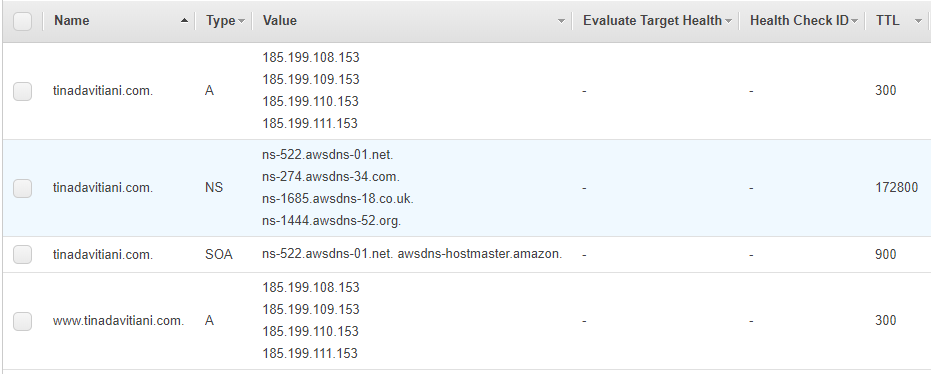 Name Type Value Evaluate Target Health Health Check ID TTL
185.199.108.153
185.199.109.153
tinadavitiani.com. A - - 300
185.199.110.153
185.199.111.153
ns-522.awsdns-01.net.
ns-274.awsdns-34.com.
tinadavitiani.com. NS - - 172800
ns-1685.awsdns-18.co.uk.
ns-1444.awsdns-52.org.
tinadavitiani.com. SOA ns-522.awsdns-01.net. awsdns-hostmaster.amazon. - - 900
185.199.108.153
185.199.109.153
www.tinadavitiani.com. A - - 300
185.199.110.153
185.199.111.153